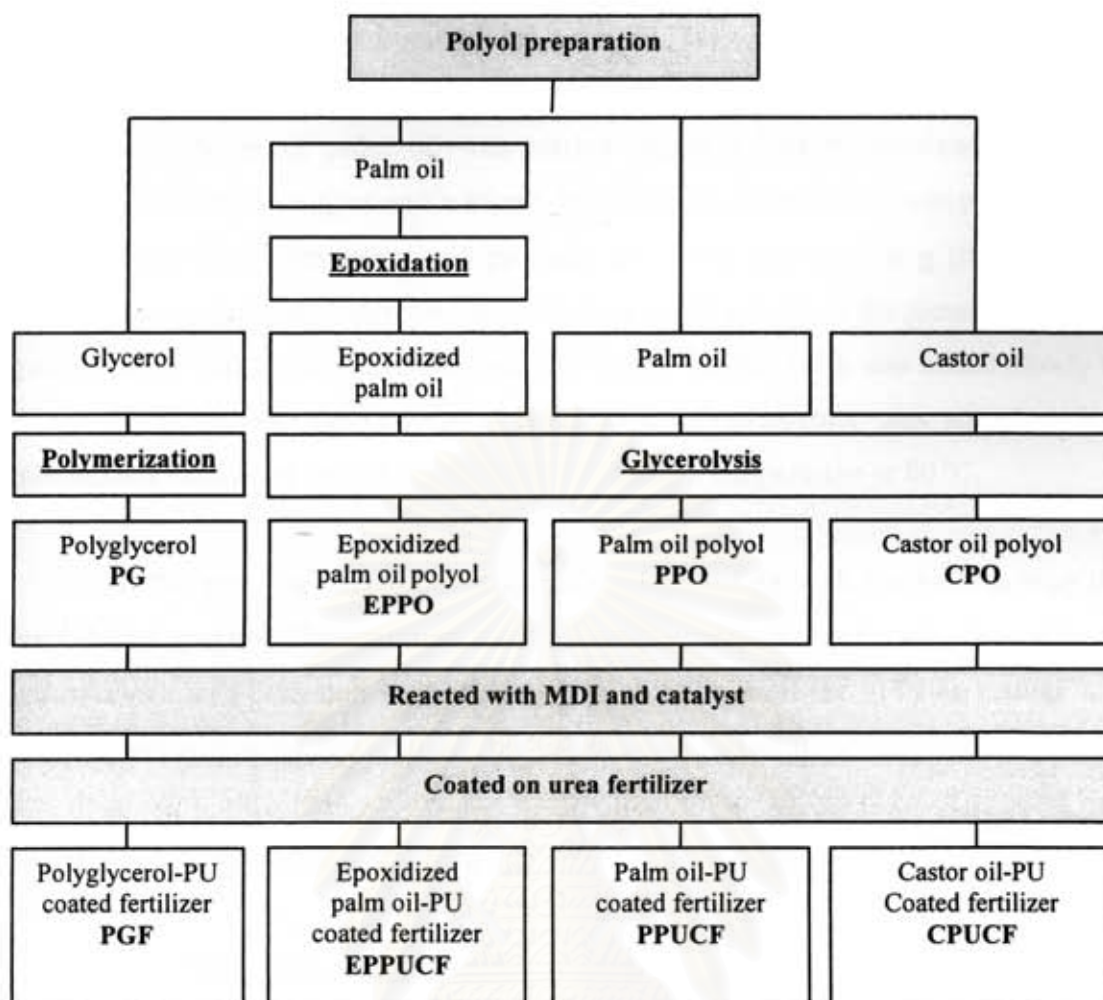 Polyol preparation
Palm oil
Epoxidation
Glycerol
Epoxidized
palm oil
Palm oil
Castor oil
Polymerization
Glycerolysis
Polyglycerol
PG
Epoxidized
palm oil polyol
EPPO
Palm oil polyol
PPO
Castor oil polyol
CPO
Reacted with MDI and catalyst
Coated on urea fertilizer
Polyglycerol-PU
coated fertilizer
PGF
Epoxidized
palm oil-PU
coated fertilizer
EPPUCF
Palm oil-PU
coated fertilizer
PPUCF
Castor oil-PU
Coated fertilizer
CPUCF